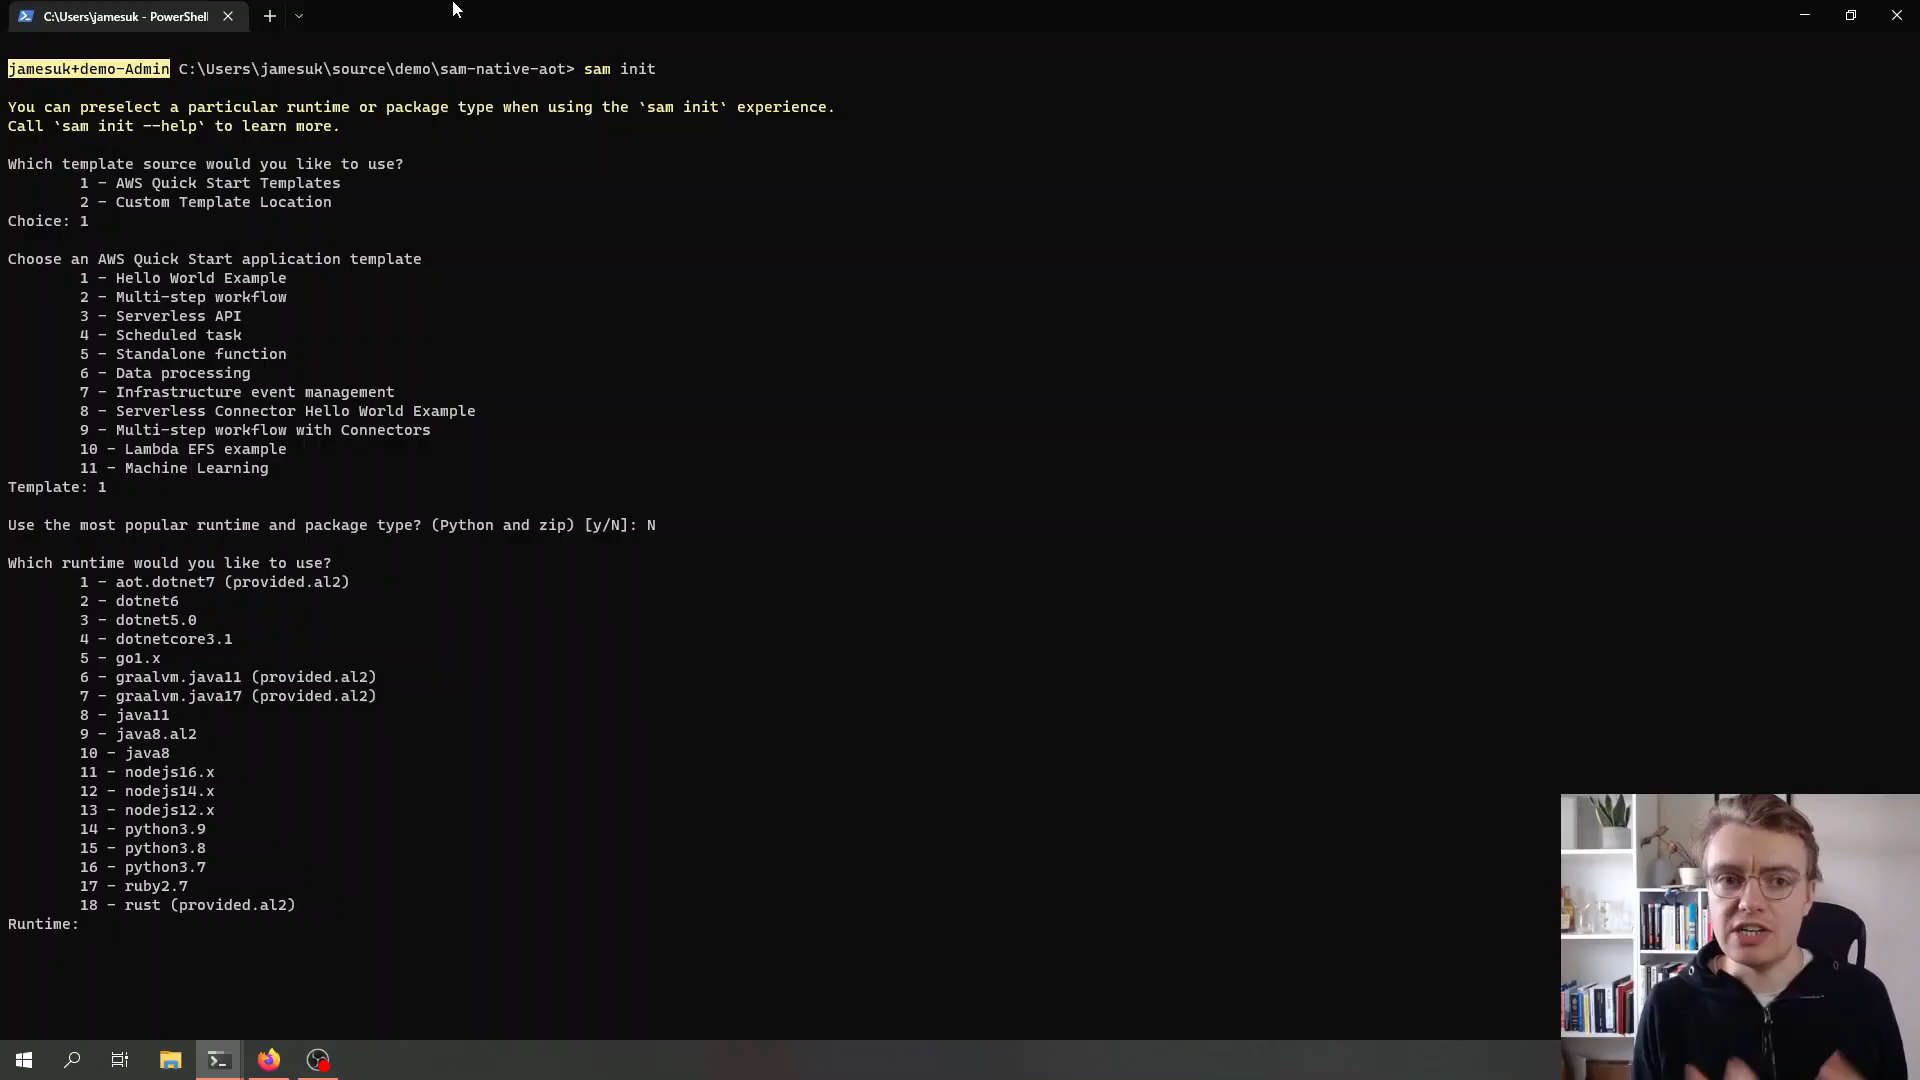 C:\Users\jamesuk - PowerShell
jamesuk+demo-Admin C:\Users\jamesuk\source\demo\sam-native-aot> sam init
You can preselect a particular runtime or package type when using the `sam init` experience.
Call `sam init --help` to learn more.
Which template source would you like to use?
1 - AWS Quick Start Templates
2 - Custom Template Location
Choice: 1
Choose an AWS Quick Start application template
1 - Hello World Example
2 - Multi-step workflow
3 - Serverless API
4 - Scheduled task
5 - Standalone function
6 - Data processing
7 - Infrastructure event management
8 - Serverless Connector Hello World Example
9 - Multi-step workflow with Connectors
10 - Lambda EFS example
11 - Machine Learning
Template: 1
Use the most popular runtime and package type? (Python and zip) [y/N]: N
Which runtime would you like to use?
1 - aot.dotnet7 (provided.al2)
2 - dotnet6
3 - dotnet5.0
4 - dotnetcore3.1
5 - go1.x
6 - graalvm.java11 (provided.al2)
7 - graalvm.java17 (provided.al2)
8 - java11
9 - java8.al2
10 - java8
11 - nodejs16.x
12 - nodejs14.x
13 - nodejs12.x
14 - python3.9
15 - python3.8
16 - python3.7
17 - ruby2.7
18 - rust (provided.al2)
Runtime: